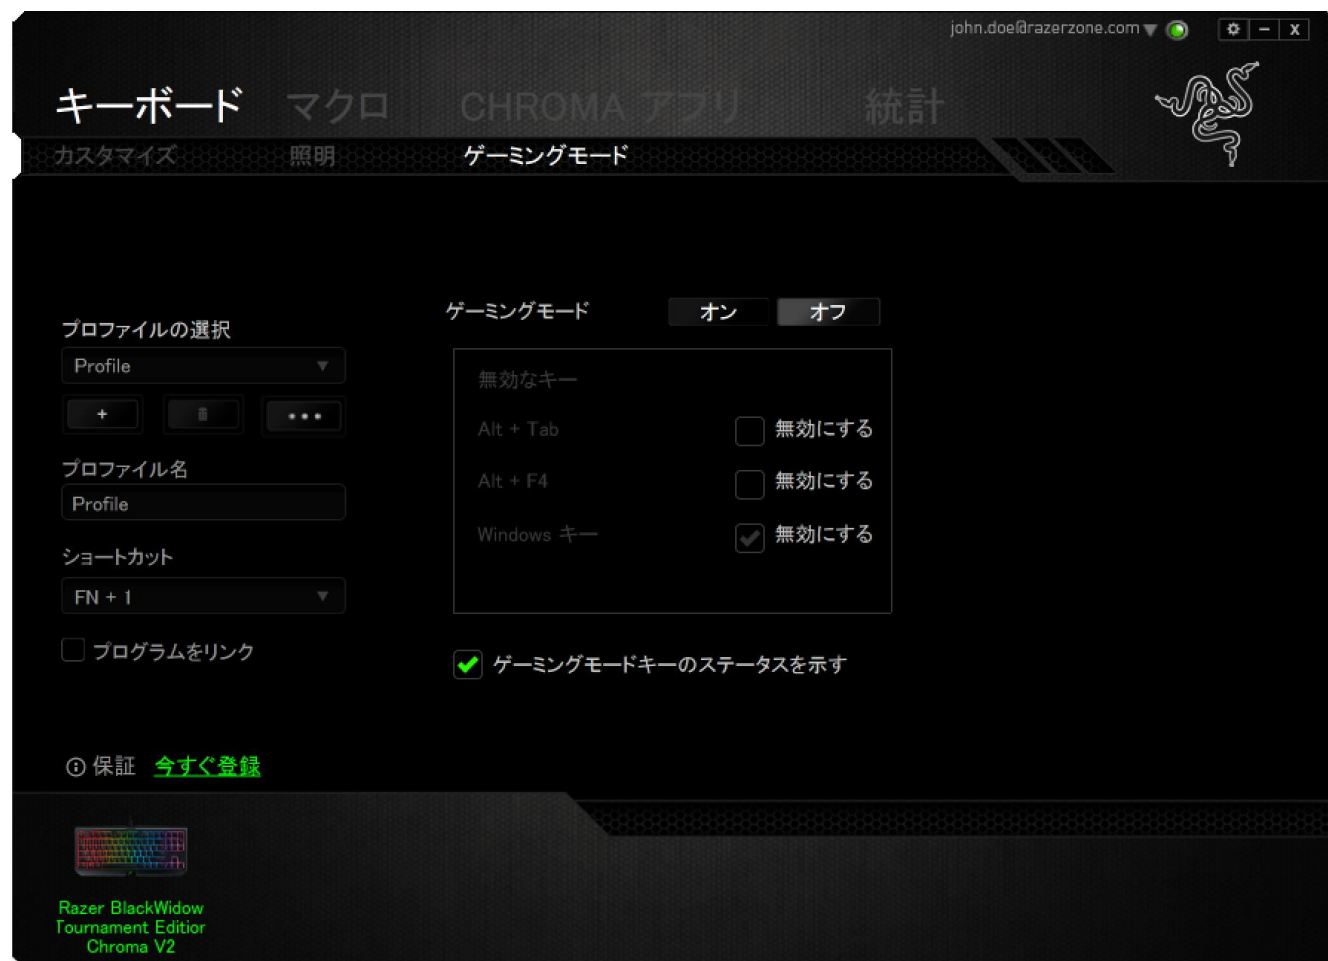 john.doe@razerzone.com
キーボード マクロ CHROMA アプリ 統計
カスタマイズ 照明 ゲーミングモード
プロファイルの選択
Profile
+
プロファイル名
Profile
ショートカット
FN + 1
プログラムをリンク
ゲーミングモード オン オフ
無効なキー
Alt + Tab 無効にする
Alt + F4 無効にする
Windows キー 無効にする
ゲーミングモードキーのステータスを示す
保証 今すぐ登録
Razer BlackWidow
Tournament Editior
Chroma V2